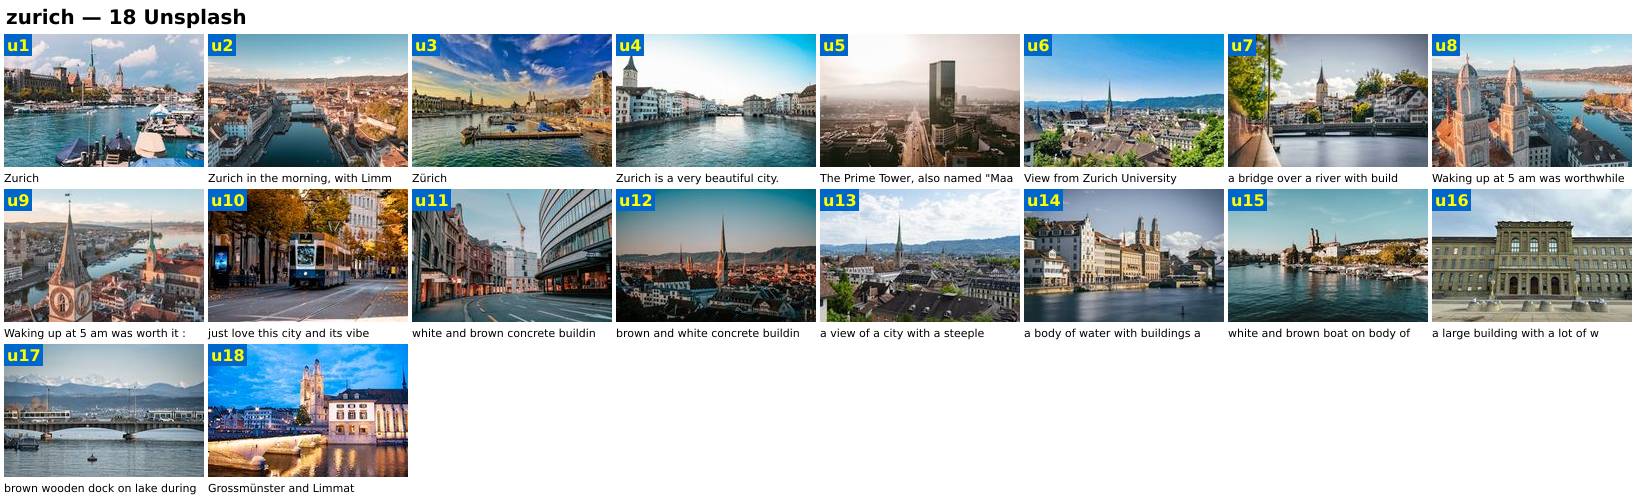 zurich — 18 Unsplash
u1
u2
u3
u4
u5
u6
u7
u8
Zurich
Zurich in the morning, with Limm
Zürich
Zurich is a very beautiful city.
The Prime Tower, also named "Maa
View from Zurich University
a bridge over a river with build
Waking up at 5 am was worthwhile
u9
u10
u11
u12
u13
u14
u15
u16
Waking up at 5 am was worth it :
just love this city and its vibe
white and brown concrete buildin
brown and white concrete buildin
a view of a city with a steeple
a body of water with buildings a
white and brown boat on body of
a large building with a lot of w
u17
u18
brown wooden dock on lake during
Grossmünster and Limmat